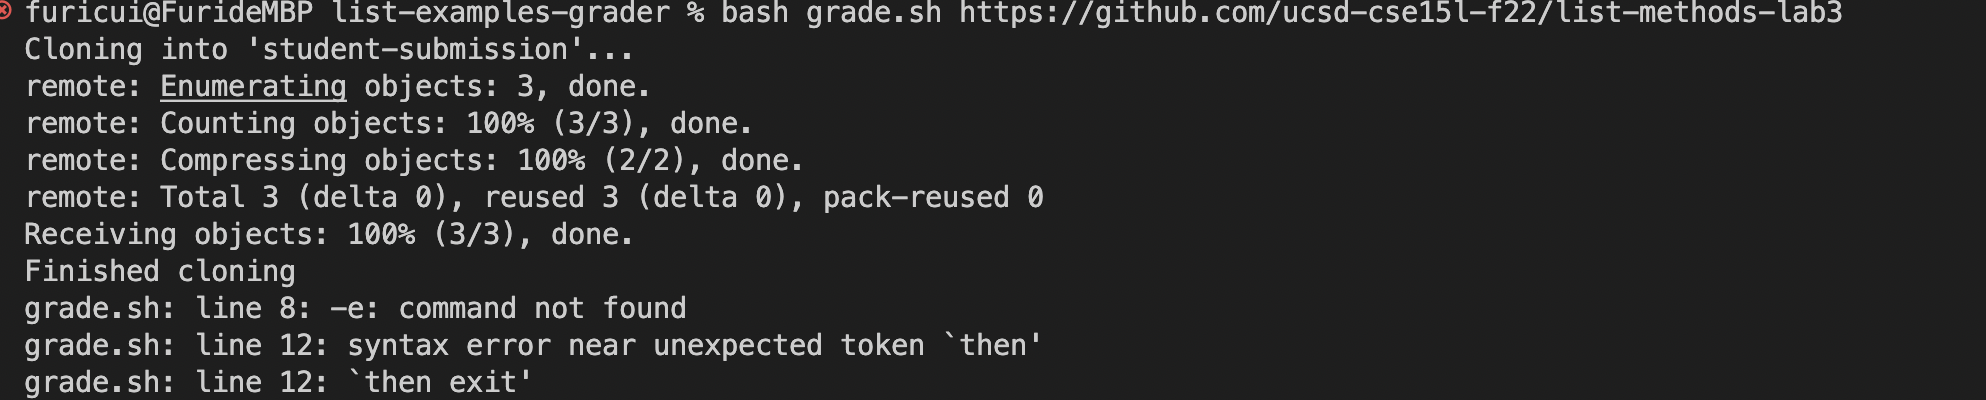 furicui@FurideMBP list-examples-grader % bash grade.sh https://github.com/ucsd-cse15l-f22/list-methods-lab3
Cloning into 'student-submission'...
remote: Enumerating objects: 3, done.
remote: Counting objects: 100% (3/3), done.
remote: Compressing objects: 100% (2/2), done.
remote: Total 3 (delta 0), reused 3 (delta 0), pack-reused 0
Receiving objects: 100% (3/3), done.
Finished cloning
grade.sh: line 8: -e: command not found
grade.sh: line 12: syntax error near unexpected token `then'
grade.sh: line 12: `then exit'